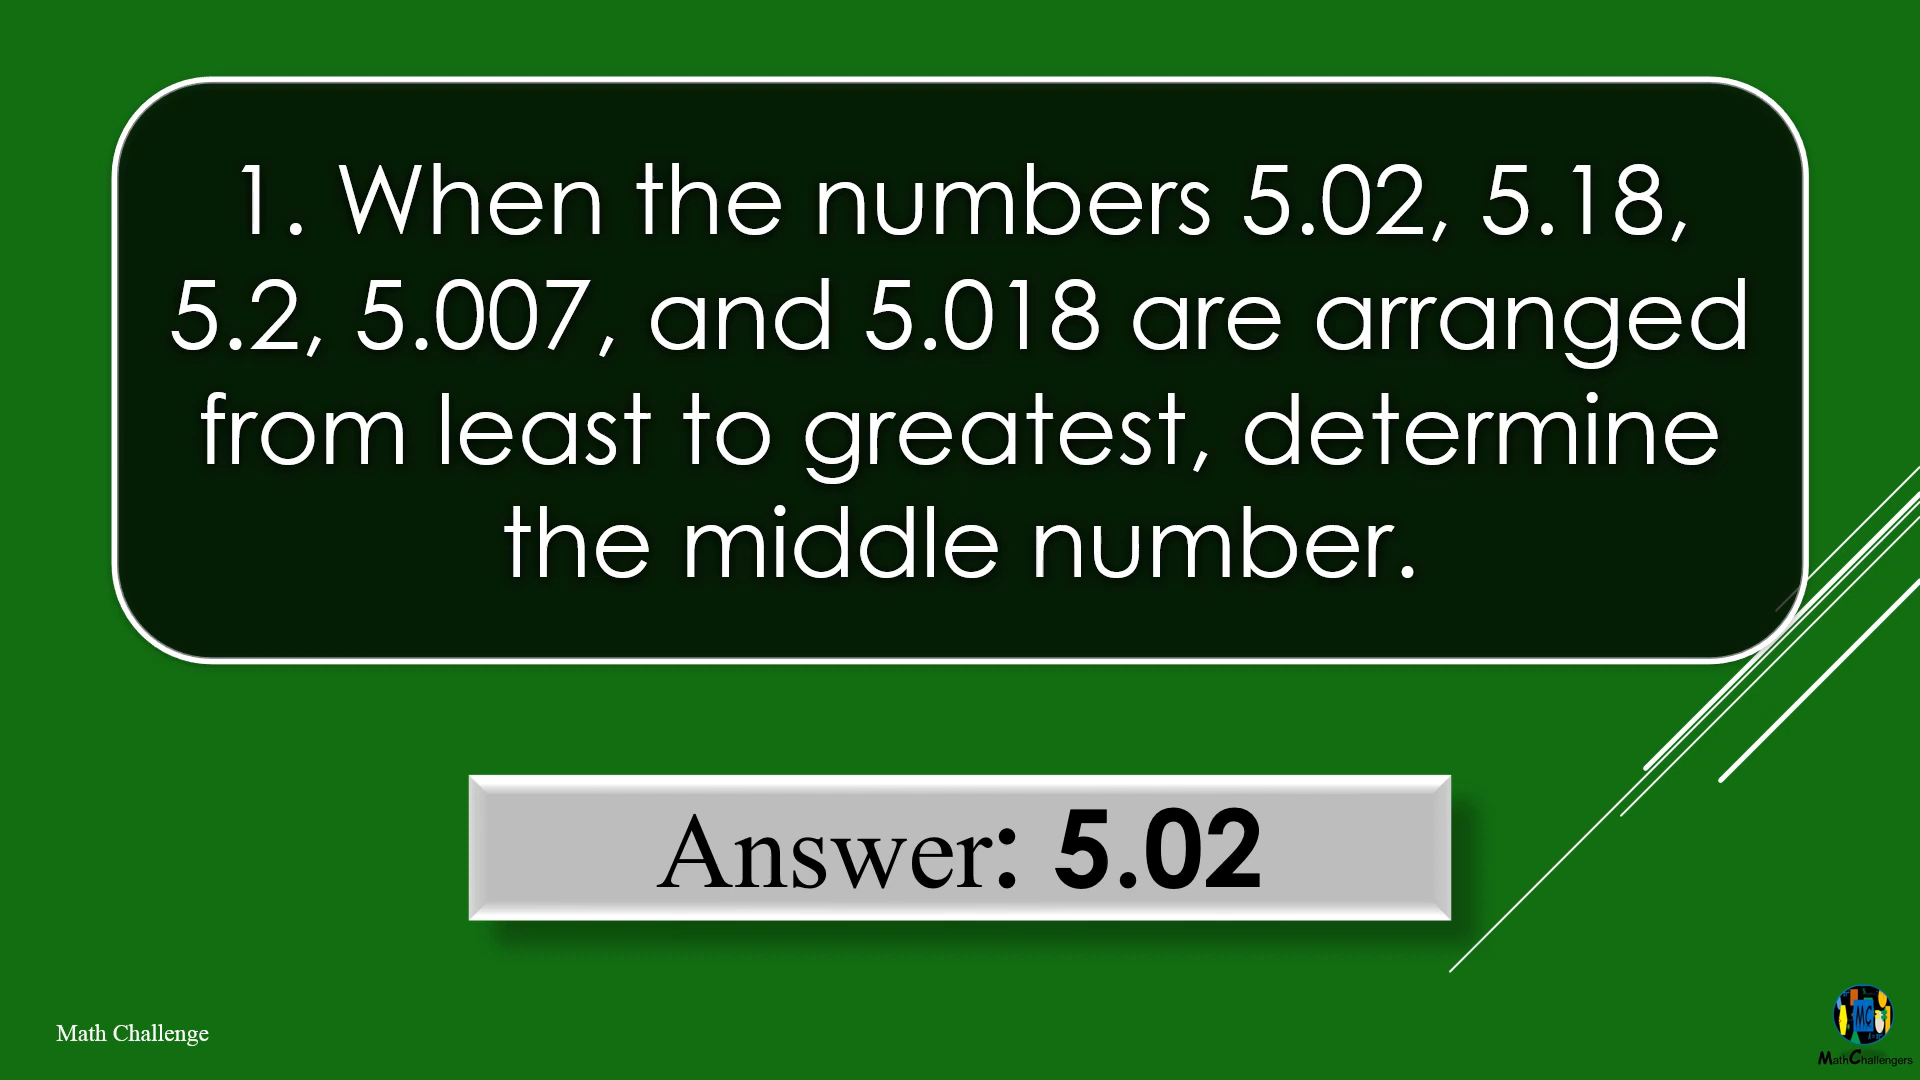 1. When the numbers 5.02, 5.18,
5.2, 5.007, and 5.018 are arranged
from least to greatest, determine
the middle number.
Answer: 5.02
Math Challenge
MC
MathChallengers